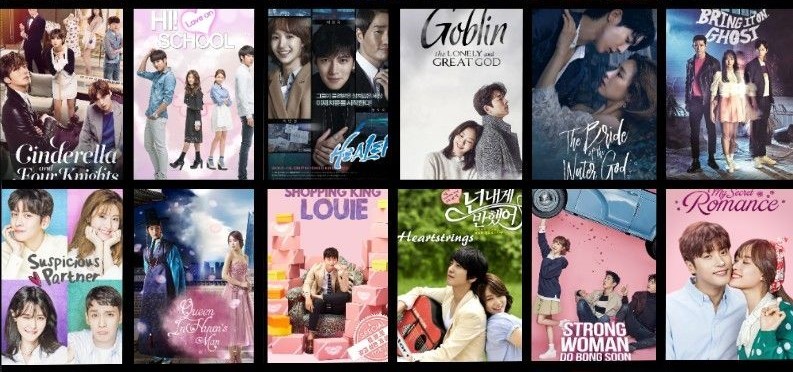 Cinderella
and
Four Knights
HI!
Love on
SCHOOL
HEALER
Goblin
the LONELY and
GREAT GOD
The Bride
of the
Water God
BRING IT ON
GHOST
Suspicious
Partner
Queen
of In Hyun's
Man
SHOPPING KING
LOUIE
넌 내게
반했어
Heartstrings
STRONG
WOMAN
DO BONG SOON
My Secret
Romance